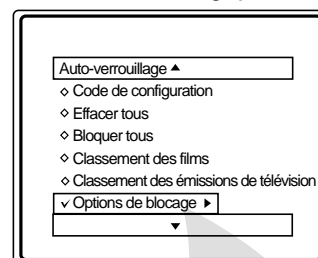 Auto-verrouillage ▲
◇ Code de configuration
◇ Effacer tous
◇ Bloquer tous
◇ Classement des films
◇ Classement des émissions de télévision
✓ Options de blocage ▶
▼